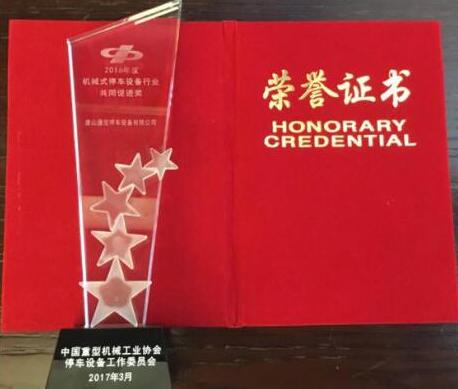 2016年度
机械式停车设备行业
共同促进奖
唐山通宝停车设备有限公司
中国重型机械工业协会
停车设备工作委员会
2017年3月
荣誉证书
HONORARY
CREDENTIAL